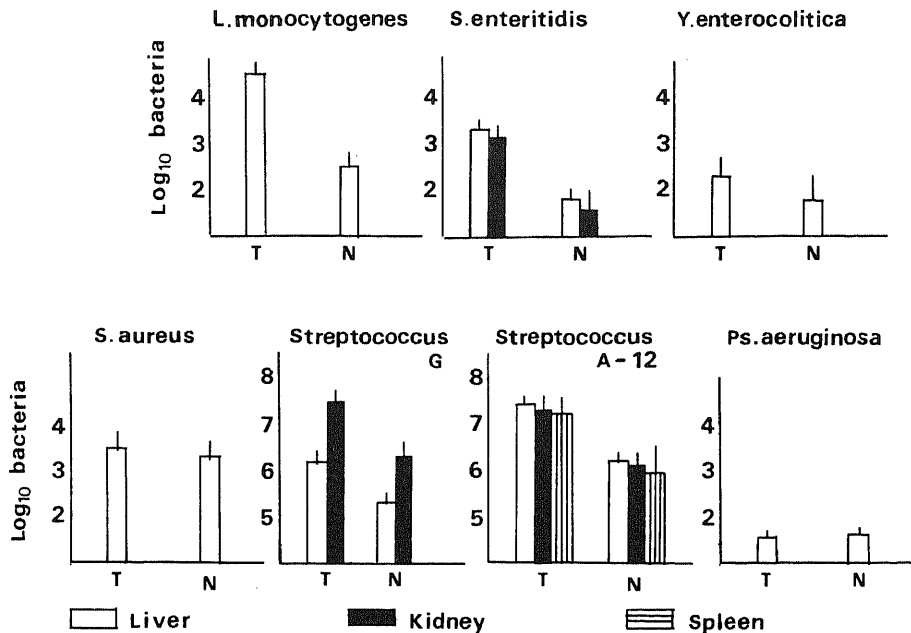 L.monocytogenes
S.enteritidis
Y.enterocolitica
Log10 bacteria
4
3
2
T N
4
3
2
T N
4
3
2
T N
S.aureus
Streptococcus
G
Streptococcus
A-12
Ps.aeruginosa
Log10 bacteria
4
3
2
T N
8
7
6
5
T N
8
7
6
5
T N
4
3
2
T N
Liver
Kidney
Spleen